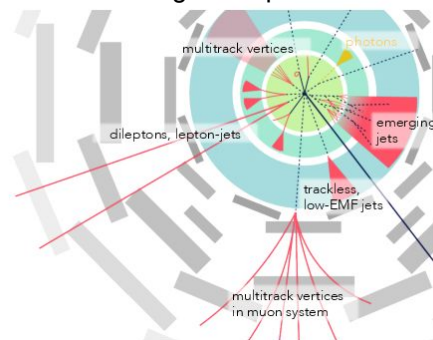 multitrack vertices
photons
dileptons, lepton-jets
emerging
jets
trackless,
low-EMF jets
multitrack vertices
in muon system